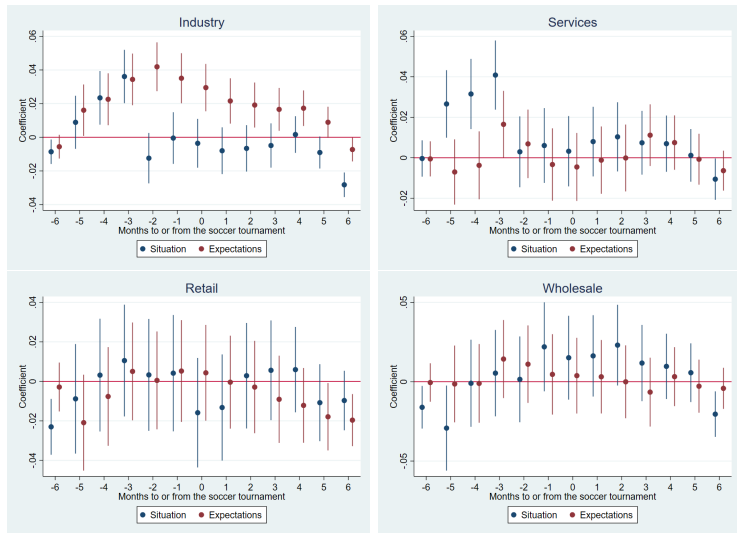 Industry
Coefficient
.06
.04
.02
0
-.02
-.04
-6 -5 -4 -3 -2 -1 0 1 2 3 4 5 6
Months to or from the soccer tournament
Situation Expectations
Services
Coefficient
.06
.04
.02
0
-.02
-6 -5 -4 -3 -2 -1 0 1 2 3 4 5 6
Months to or from the soccer tournament
Situation Expectations
Retail
Coefficient
.04
.02
0
-.02
-.04
-6 -5 -4 -3 -2 -1 0 1 2 3 4 5 6
Months to or from the soccer tournament
Situation Expectations
Wholesale
Coefficient
.05
0
-.05
-6 -5 -4 -3 -2 -1 0 1 2 3 4 5 6
Months to or from the soccer tournament
Situation Expectations